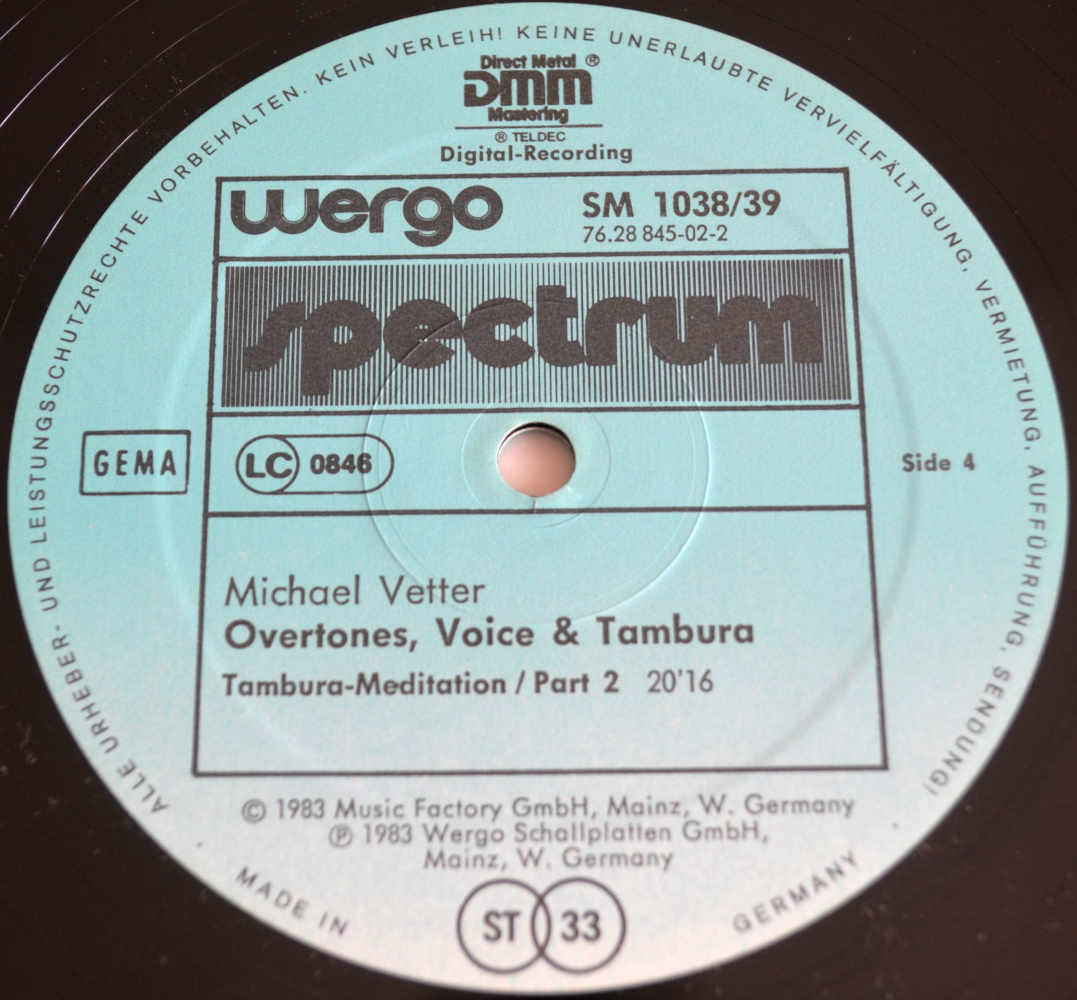 ALLE URHEBER- UND LEISTUNGSSCHUTZRECHTE VORBEHALTEN. KEIN VERLEIH! KEINE UNERLAUBTE VERVIELFÄLTIGUNG, VERMIETUNG, AUFFÜHRUNG, SENDUNG!
Direct Metal ®
DMM
Mastering
® TELDEC
Digital-Recording
wergo SM 1038/39
76.28 845-02-2
spectrum
GEMA LC 0846 Side 4
Michael Vetter
Overtones, Voice & Tambura
Tambura-Meditation / Part 2 20'16
© 1983 Music Factory GmbH, Mainz, W. Germany
℗ 1983 Wergo Schallplatten GmbH,
Mainz, W. Germany
MADE IN GERMANY
ST 33